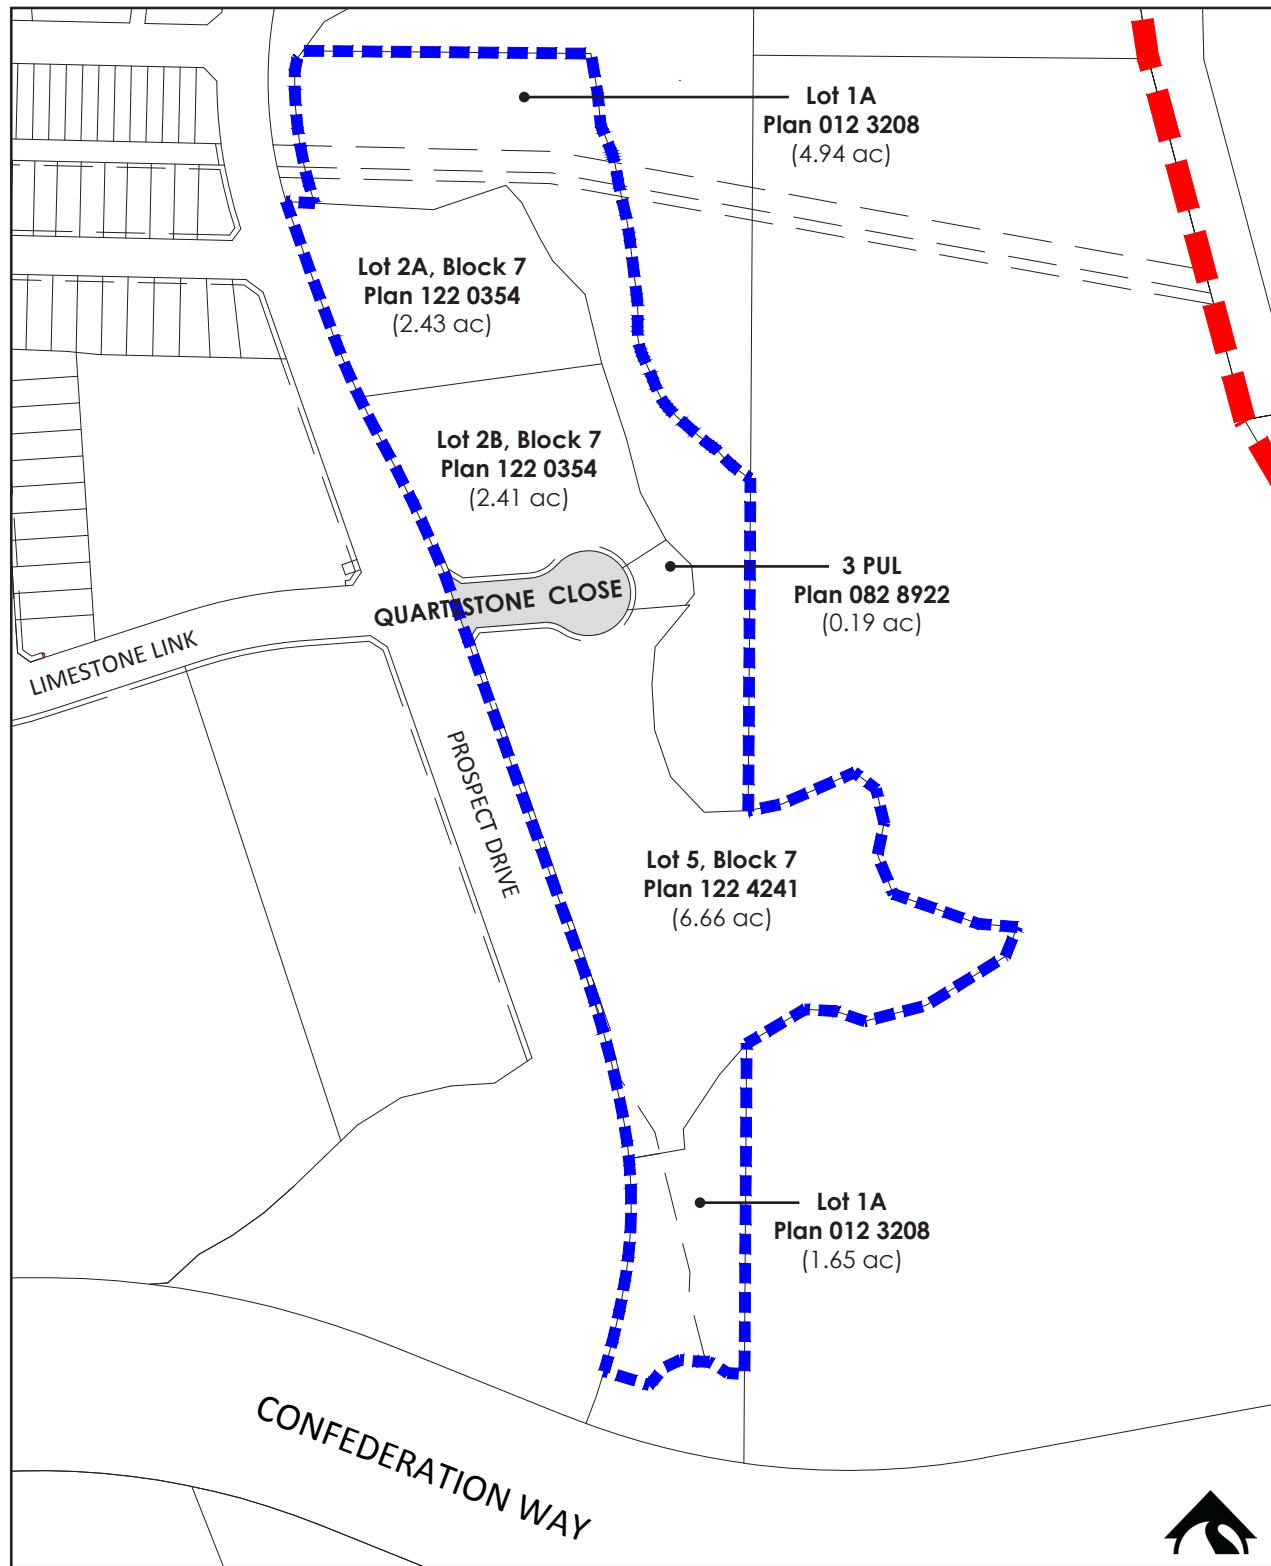 Lot 1A
Plan 012 3208
(4.94 ac)
Lot 2A, Block 7
Plan 122 0354
(2.43 ac)
Lot 2B, Block 7
Plan 122 0354
(2.41 ac)
3 PUL
Plan 082 8922
(0.19 ac)
QUARTZSTONE CLOSE
LIMESTONE LINK
PROSPECT DRIVE
Lot 5, Block 7
Plan 122 4241
(6.66 ac)
Lot 1A
Plan 012 3208
(1.65 ac)
CONFEDERATION WAY